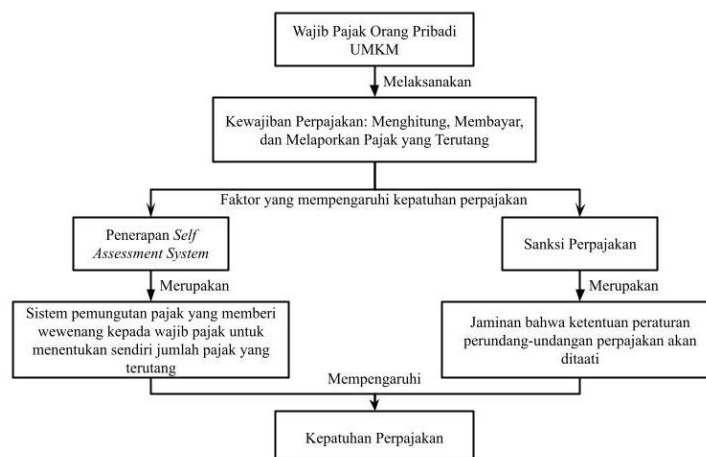 Wajib Pajak Orang Pribadi
UMKM
Melaksanakan
Kewajiban Perpajakan: Menghitung, Membayar,
dan Melaporkan Pajak yang Terutang
Faktor yang mempengaruhi kepatuhan perpajakan
Penerapan Self
Assessment System
Sanksi Perpajakan
Merupakan
Merupakan
Sistem pemungutan pajak yang memberi
wewenang kepada wajib pajak untuk
menentukan sendiri jumlah pajak yang
terutang
Jaminan bahwa ketentuan peraturan
perundang-undangan perpajakan akan
ditaati
Mempengaruhi
Kepatuhan Perpajakan